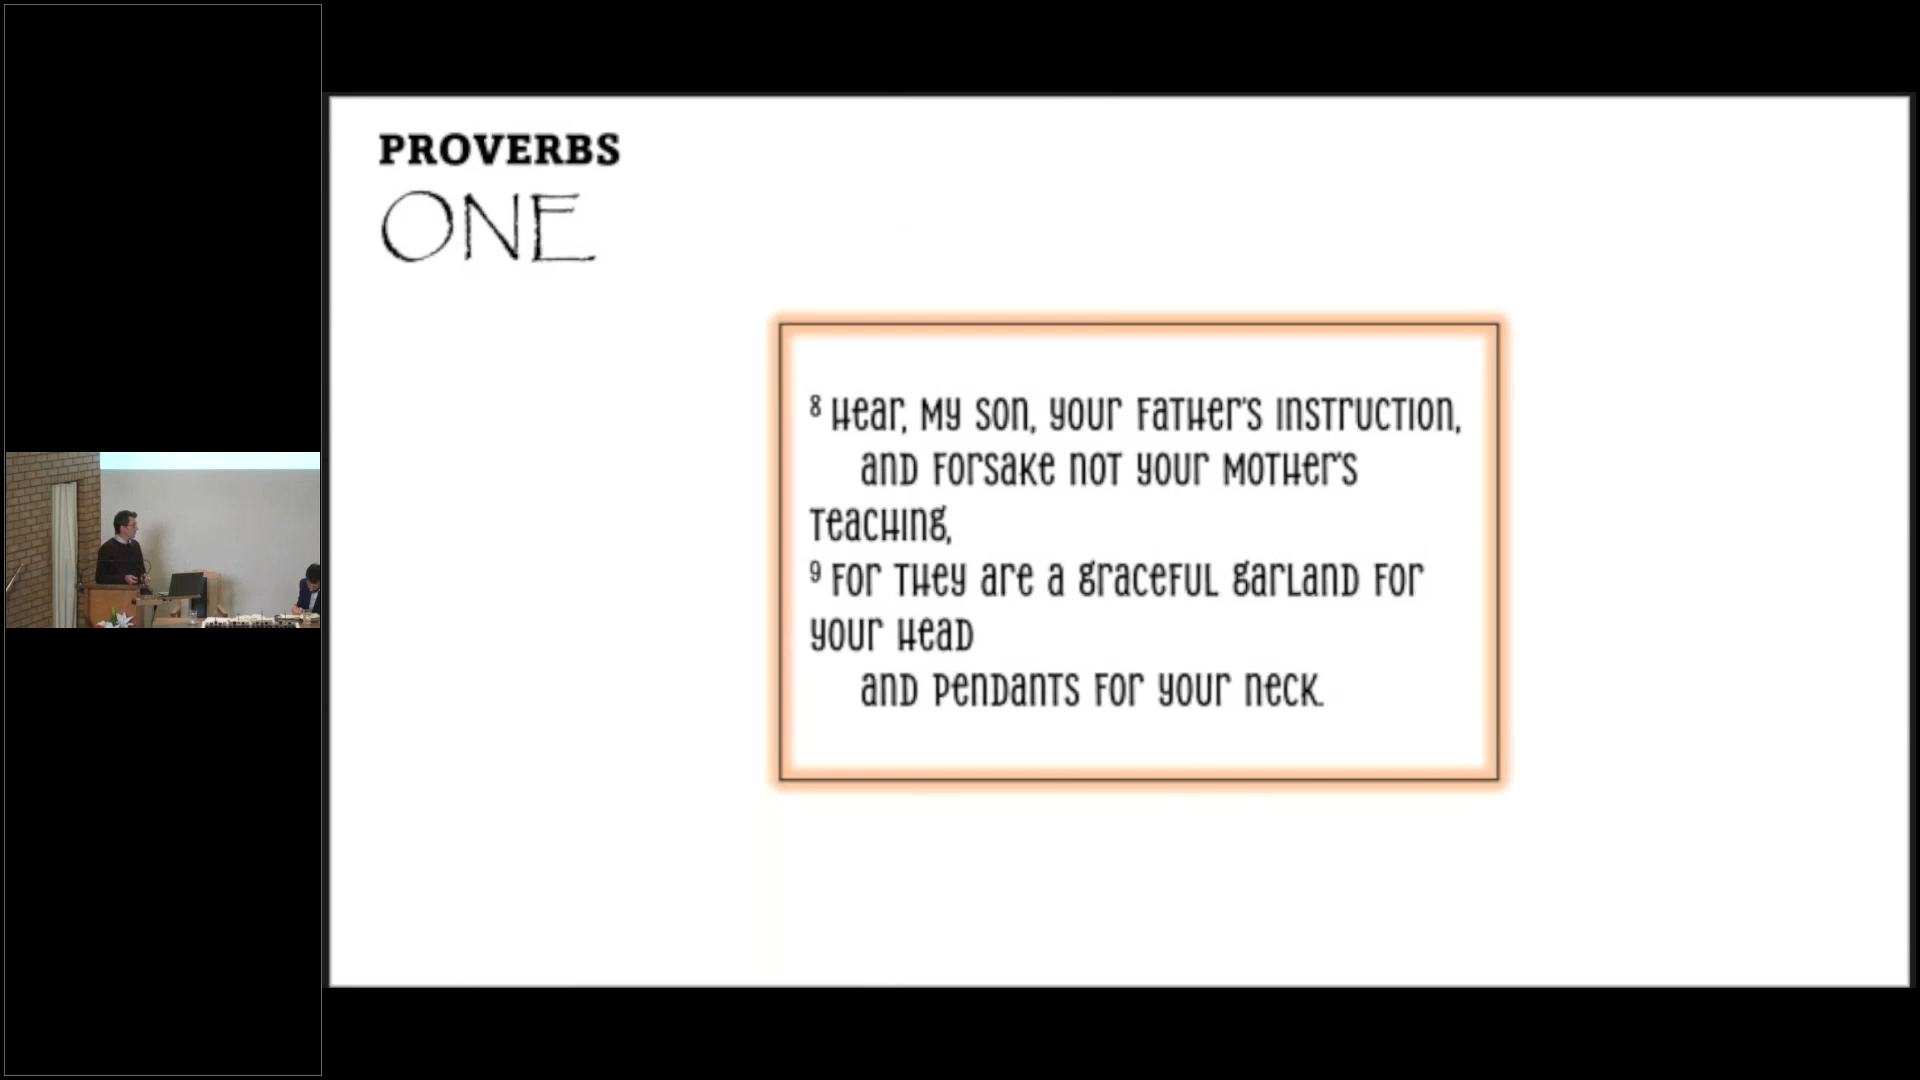 PROVERBS
ONE
8 Hear, my son, your father's instruction,
and forsake not your mother's
teaching,
9 for they are a graceful garland for
your head
and pendants for your neck.